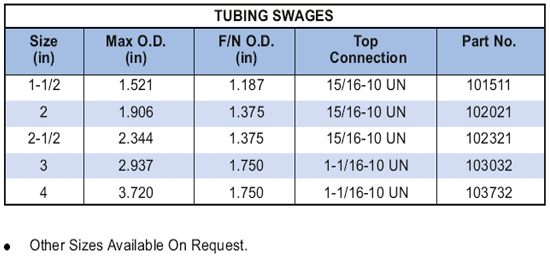 TUBING SWAGES
Size (in) Max O.D. (in) F/N O.D. (in) Top Connection Part No.
1-1/2 1.521 1.187 15/16-10 UN 101511
2 1.906 1.375 15/16-10 UN 102021
2-1/2 2.344 1.375 15/16-10 UN 102321
3 2.937 1.750 1-1/16-10 UN 103032
4 3.720 1.750 1-1/16-10 UN 103732
● Other Sizes Available On Request.